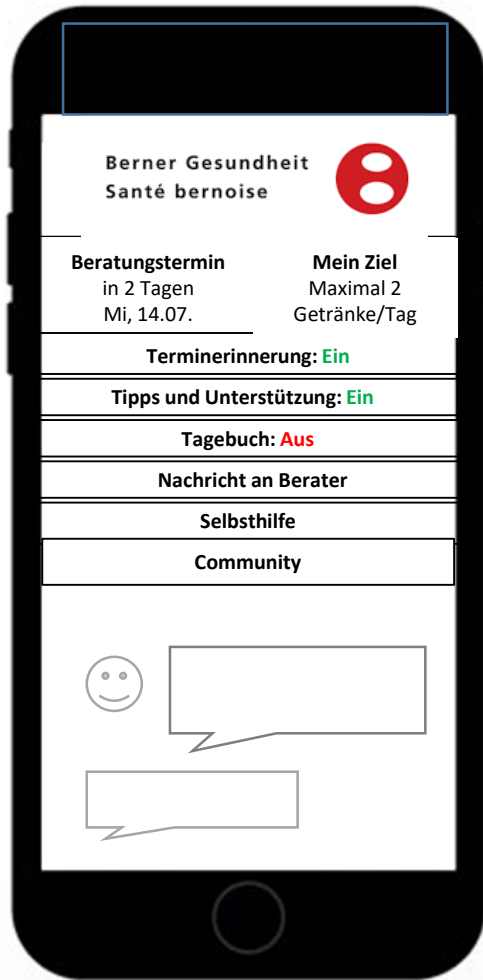 Berner Gesundheit
Santé bernoise
Beratungstermin
in 2 Tagen
Mi, 14.07.
Mein Ziel
Maximal 2
Getränke/Tag
Terminerinnerung: Ein
Tipps und Unterstützung: Ein
Tagebuch: Aus
Nachricht an Berater
Selbsthilfe
Community